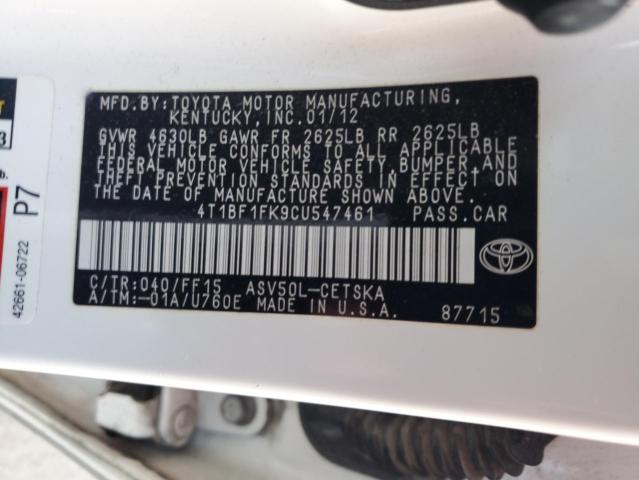 MFD.BY:TOYOTA MOTOR MANUFACTURING,
KENTUCKY, INC.01/12
GVWR 4630LB GAWR FR 2625LB RR 2625LB
THIS VEHICLE CONFORMS TO ALL APPLICABLE
FEDERAL MOTOR VEHICLE SAFETY, BUMPER AND
THEFT PREVENTION STANDARDS IN EFFECT ON
THE DATE OF MANUFACTURE SHOWN ABOVE.
4T1BF1FK9CU547461 PASS.CAR
C/TR:040/FF15 ASV50L-CETSKA
A/TM:-01A/U760E MADE IN U.S.A.
87715
TOYOTA
P7
42661-06722
3